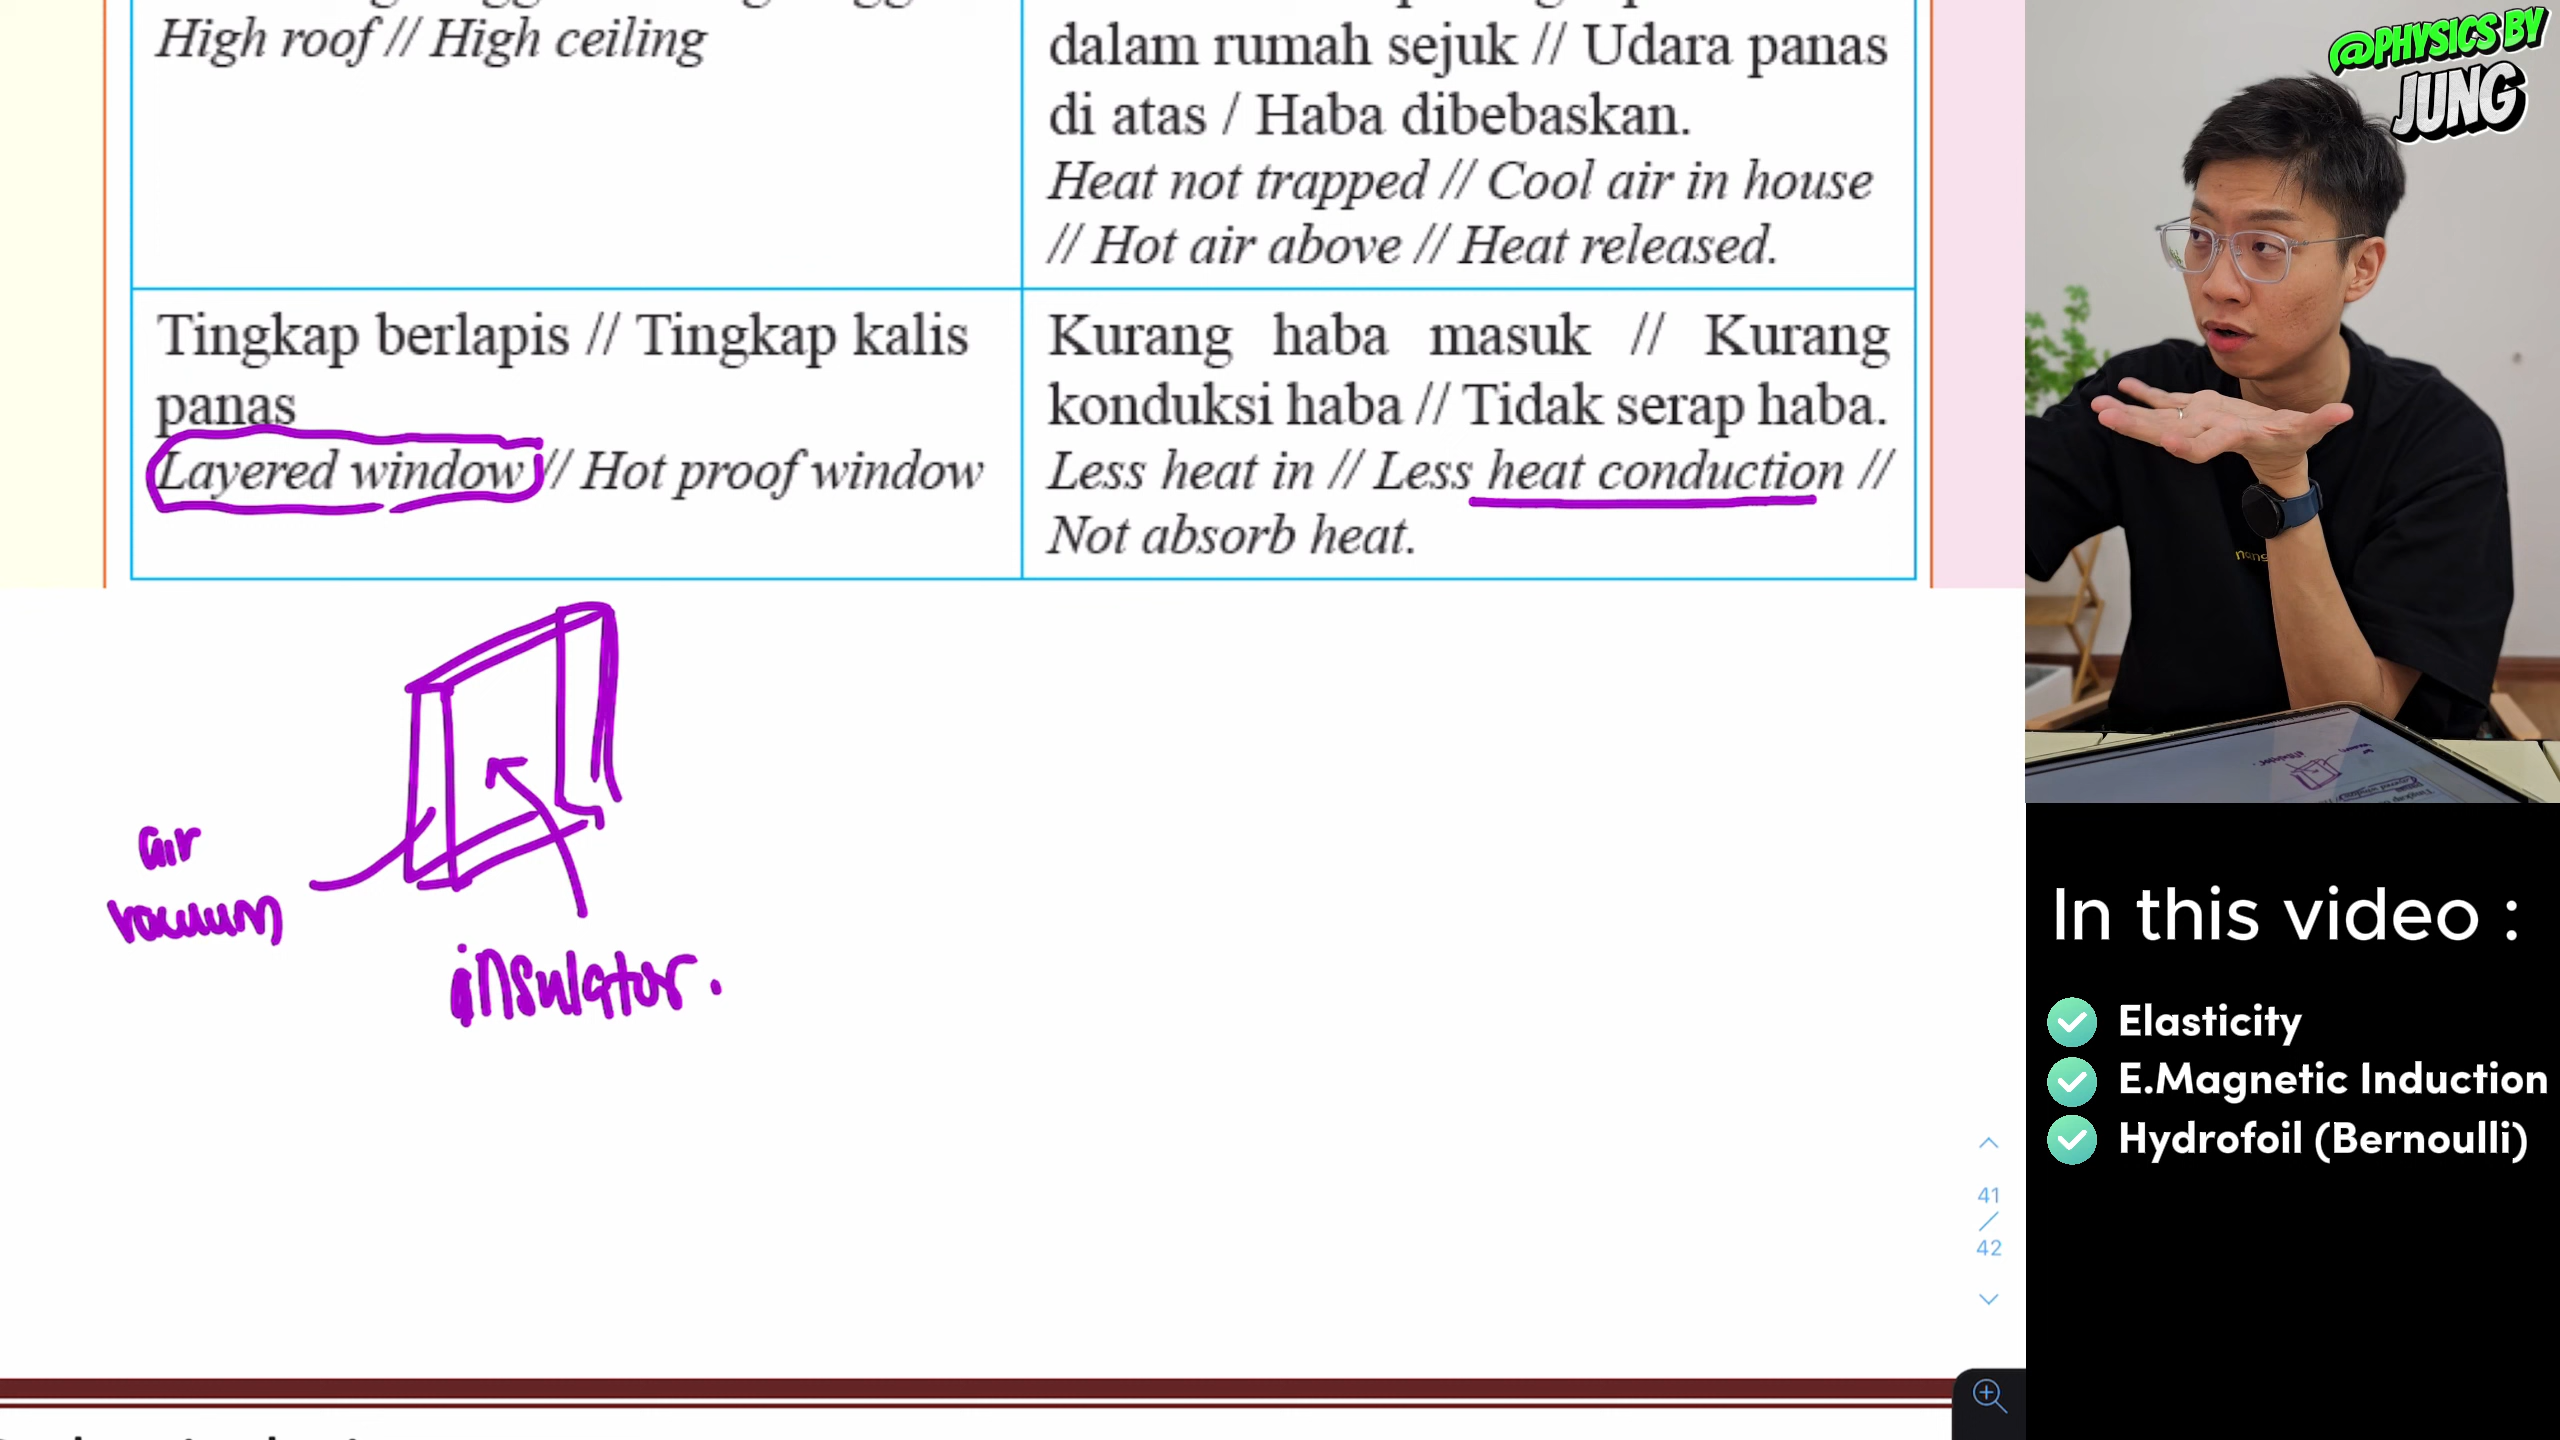 High roof // High ceiling
dalam rumah sejuk // Udara panas
di atas / Haba dibebaskan.
Heat not trapped // Cool air in house
// Hot air above // Heat released.
Tingkap berlapis // Tingkap kalis
panas
Layered window // Hot proof window
Kurang haba masuk // Kurang
konduksi haba // Tidak serap haba.
Less heat in // Less heat conduction //
Not absorb heat.
air
vacuum
insulator.
41
/
42
@PHYSICS BY
JUNG
In this video :
Elasticity
E.Magnetic Induction
Hydrofoil (Bernoulli)